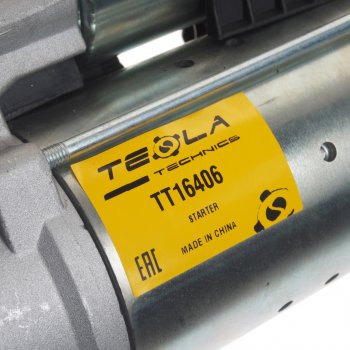 TESLA
TECHNICS
TT16406
STARTER
MADE IN CHINA
EAC